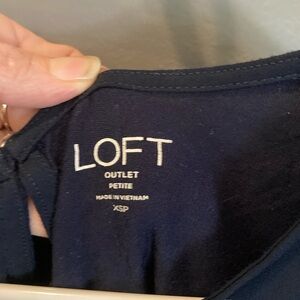 LOFT
OUTLET
PETITE
MADE IN VIETNAM
XSP